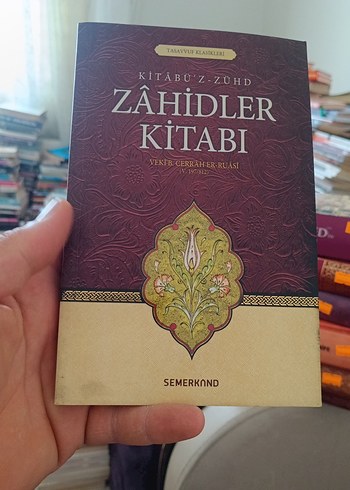 TASAVVUF KLASİKLERİ
KİTÂBÜ'Z-ZÜHD
ZÂHİDLER
KİTABI
VEKÎ B. CERRÂH ER-RUÂSÎ
SEMERKAND